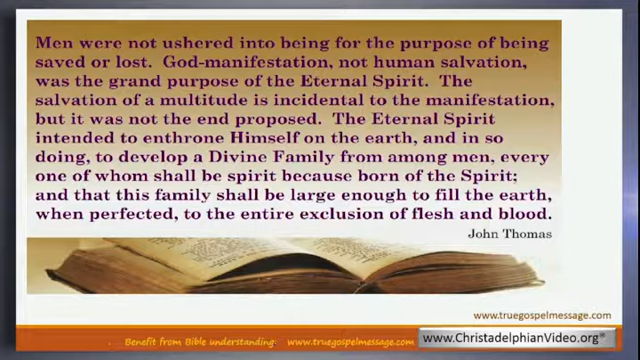 Men were not ushered into being for the purpose of being
saved or lost. God-manifestation, not human salvation,
was the grand purpose of the Eternal Spirit. The
salvation of a multitude is incidental to the manifestation,
but it was not the end proposed. The Eternal Spirit
intended to enthrone Himself on the earth, and in so
doing, to develop a Divine Family from among men, every
one of whom shall be spirit because born of the Spirit;
and that this family shall be large enough to fill the earth,
when perfected, to the entire exclusion of flesh and blood.
John Thomas
www.truegospelmessage.com
. Benefit from Bible understanding: www.truegospelmessage.com
www.ChristadelphianVideo.org®